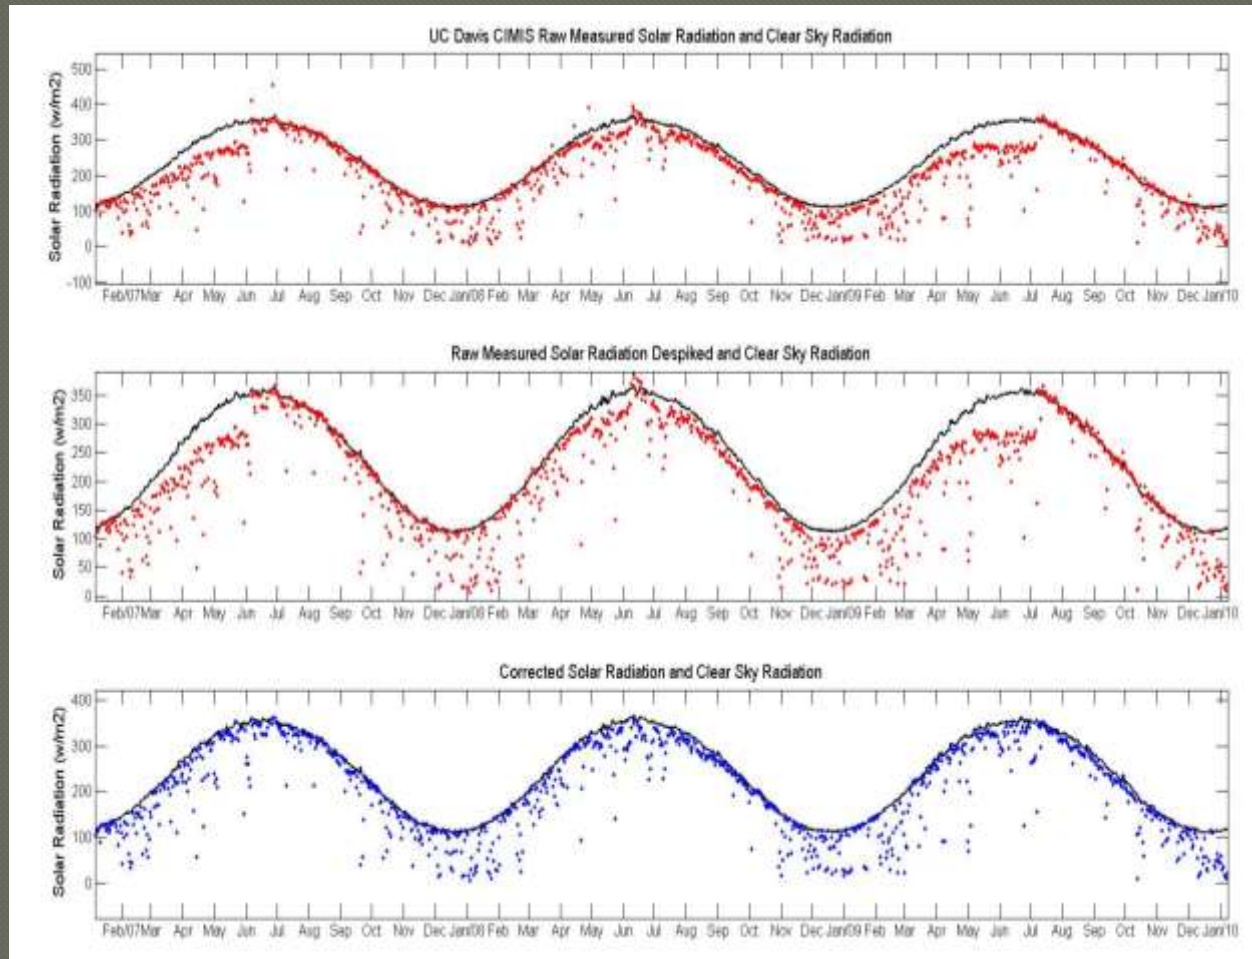 UC Davis CIMIS Raw Measured Solar Radiation and Clear Sky Radiation
Solar Radiation (w/m2)
500
400
300
200
100
0
-100
Feb/07 Mar Apr May Jun Jul Aug Sep Oct Nov Dec Jan/08 Feb Mar Apr May Jun Jul Aug Sep Oct Nov Dec Jan/09 Feb Mar Apr May Jun Jul Aug Sep Oct Nov Dec Jan/10
Raw Measured Solar Radiation Despiked and Clear Sky Radiation
Solar Radiation (w/m2)
350
300
250
200
150
100
50
0
Feb/07 Mar Apr May Jun Jul Aug Sep Oct Nov Dec Jan/08 Feb Mar Apr May Jun Jul Aug Sep Oct Nov Dec Jan/09 Feb Mar Apr May Jun Jul Aug Sep Oct Nov Dec Jan/10
Corrected Solar Radiation and Clear Sky Radiation
Solar Radiation (w/m2)
400
300
200
100
0
Feb/07 Mar Apr May Jun Jul Aug Sep Oct Nov Dec Jan/08 Feb Mar Apr May Jun Jul Aug Sep Oct Nov Dec Jan/09 Feb Mar Apr May Jun Jul Aug Sep Oct Nov Dec Jan/10